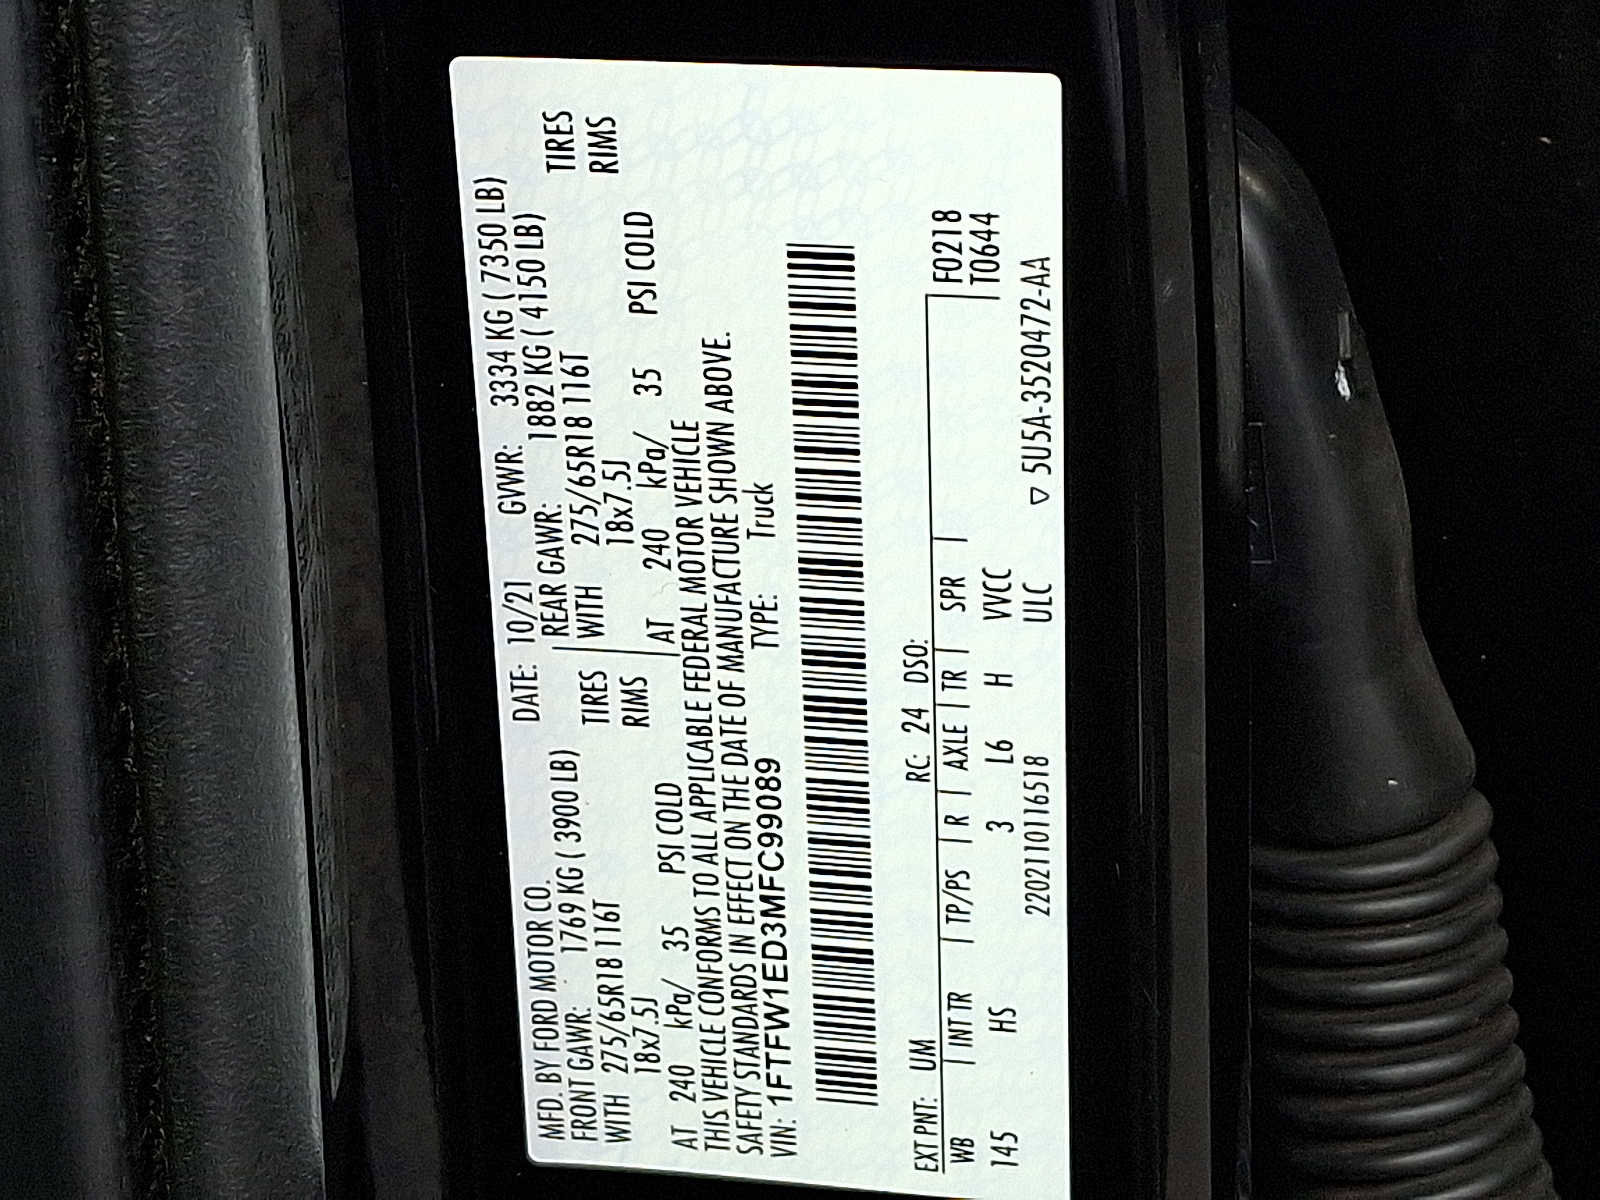 MFD. BY FORD MOTOR CO. DATE: 10/21 GVWR: 3334 KG ( 7350 LB)
FRONT GAWR: 1769 KG ( 3900 LB) REAR GAWR: 1882 KG ( 4150 LB)
WITH 275/65R18 116T TIRES WITH 275/65R18 116T TIRES
18x7.5J RIMS 18x7.5J RIMS
AT 240 kPa/ 35 PSI COLD AT 240 kPa/ 35 PSI COLD
THIS VEHICLE CONFORMS TO ALL APPLICABLE FEDERAL MOTOR VEHICLE
SAFETY STANDARDS IN EFFECT ON THE DATE OF MANUFACTURE SHOWN ABOVE.
VIN: 1FTFW1ED3MFC99089 TYPE: Truck
EXT PNT: UM RC: 24 DSO: F0218
WB | INT TR | TP/PS | R | AXLE | TR | SPR | T0644
145 HS 3 L6 H VVCC
22021101116518 ULC ▽ 5U5A-3520472-AA